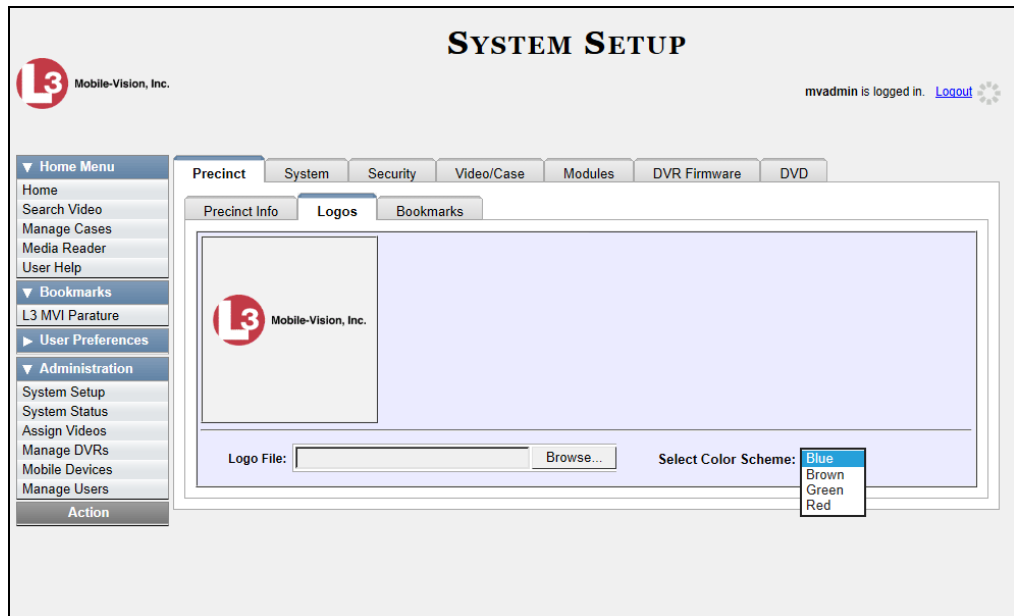 SYSTEM SETUP
L3 Mobile-Vision, Inc.
mvadmin is logged in. Logout
▼ Home Menu
Home
Search Video
Manage Cases
Media Reader
User Help
▼ Bookmarks
L3 MVI Parature
▶ User Preferences
▼ Administration
System Setup
System Status
Assign Videos
Manage DVRs
Mobile Devices
Manage Users
Action
Precinct System Security Video/Case Modules DVR Firmware DVD
Precinct Info Logos Bookmarks
L3 Mobile-Vision, Inc.
Logo File: Browse... Select Color Scheme: Blue
Brown
Green
Red